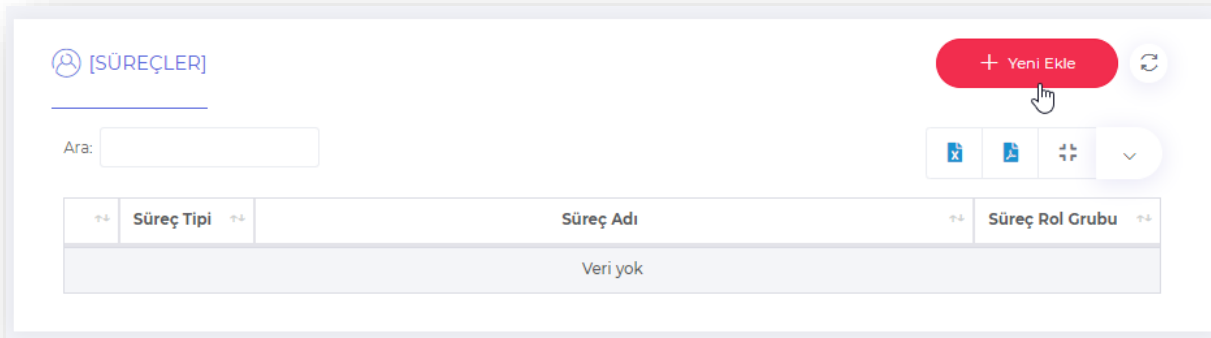 [SÜREÇLER]
+ Yeni Ekle
Ara:
Süreç Tipi Süreç Adı Süreç Rol Grubu
Veri yok